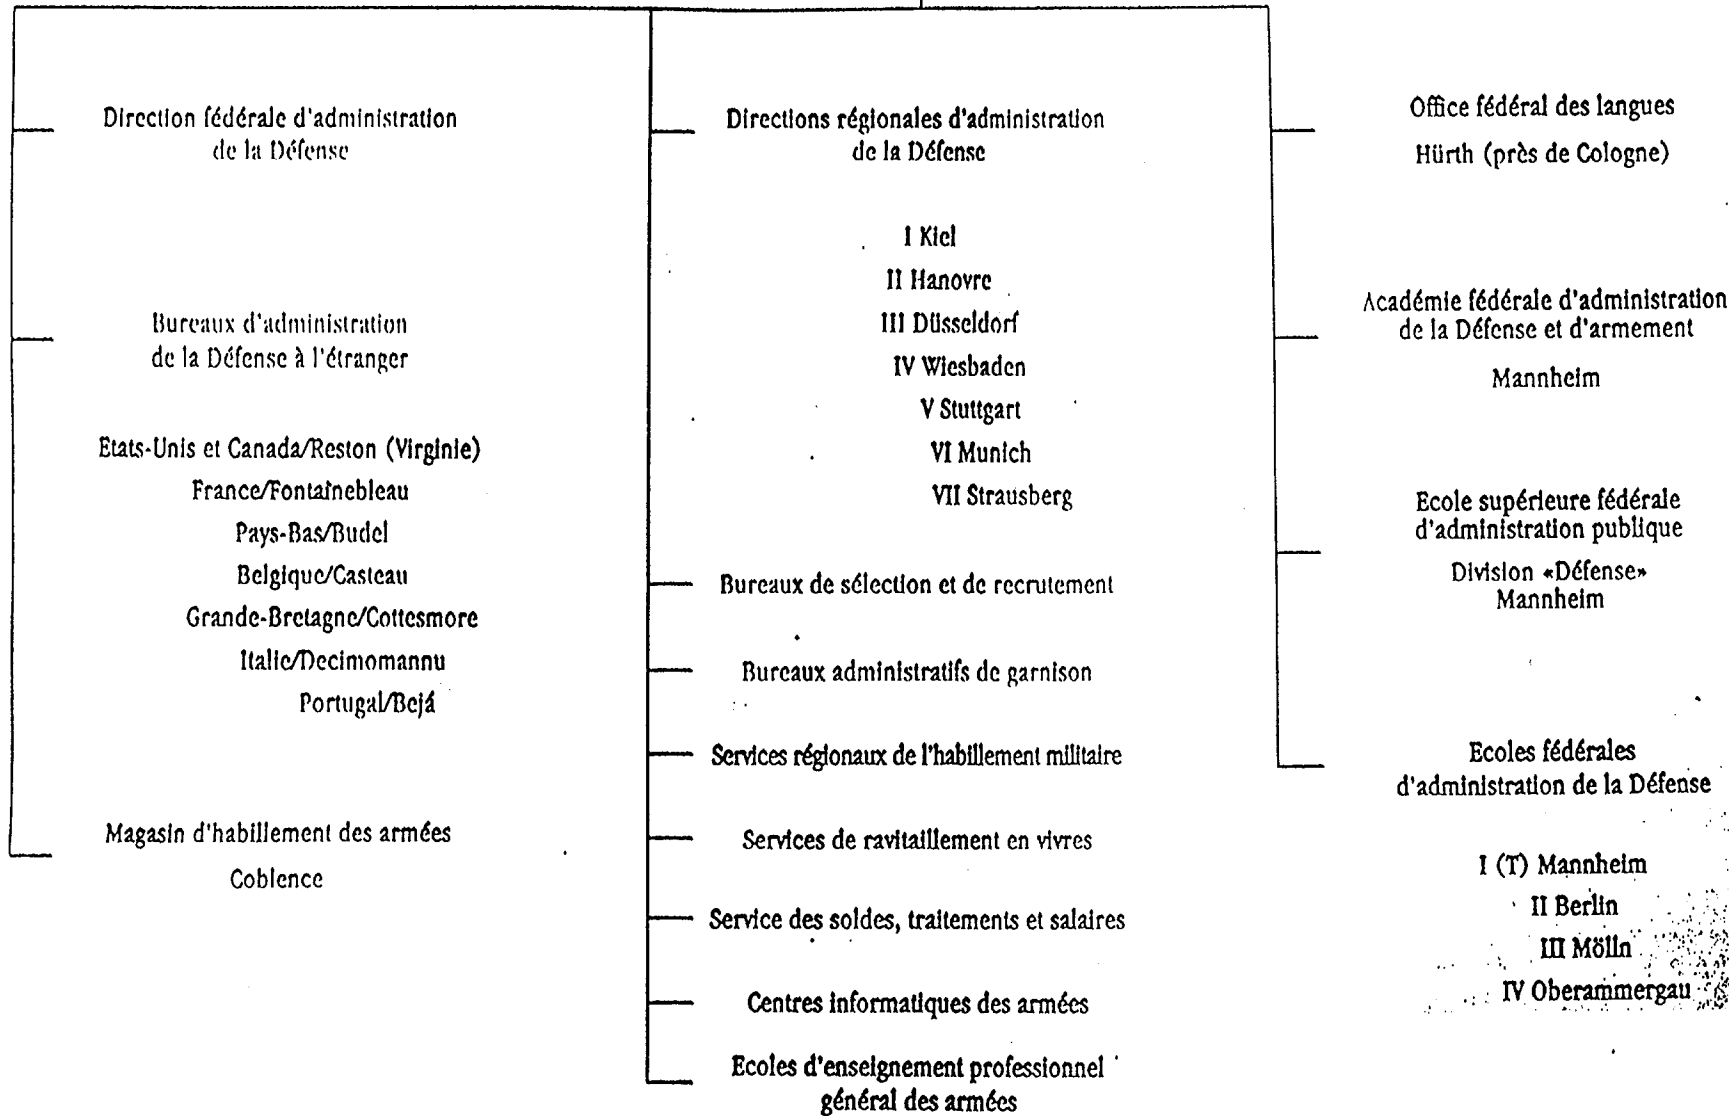 Direction fédérale d'administration
de la Défense
Bureaux d'administration
de la Défense à l'étranger
Etats-Unis et Canada/Reston (Virginie)
France/Fontainebleau
Pays-Bas/Budel
Belgique/Casteau
Grande-Bretagne/Cottesmore
Italie/Decimomannu
Portugal/Bejá
Magasin d'habillement des armées
Coblence
Directions régionales d'administration
de la Défense
I Kiel
II Hanovre
III Düsseldorf
IV Wiesbaden
V Stuttgart
VI Munich
VII Strausberg
Bureaux de sélection et de recrutement
Bureaux administratifs de garnison
Services régionaux de l'habillement militaire
Services de ravitaillement en vivres
Service des soldes, traitements et salaires
Centres informatiques des armées
Ecoles d'enseignement professionnel
général des armées
Office fédéral des langues
Hürth (près de Cologne)
Académie fédérale d'administration
de la Défense et d'armement
Mannheim
Ecole supérieure fédérale
d'administration publique
Division «Défense»
Mannheim
Ecoles fédérales
d'administration de la Défense
I (T) Mannheim
II Berlin
III Mölln
IV Oberammergau